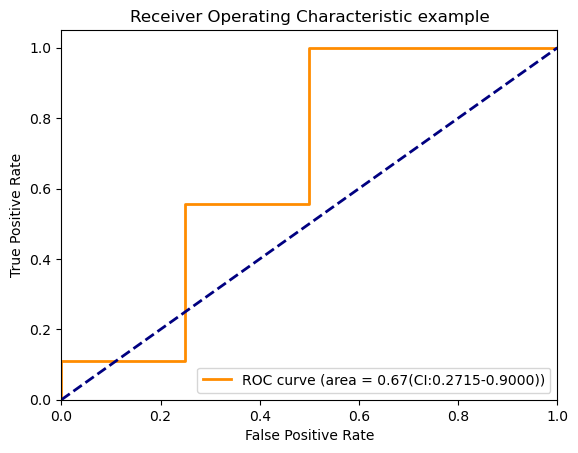 Receiver Operating Characteristic example
True Positive Rate
1.0
0.8
0.6
0.4
0.2
0.0
ROC curve (area = 0.67(CI:0.2715-0.9000))
0.0 0.2 0.4 0.6 0.8 1.0
False Positive Rate